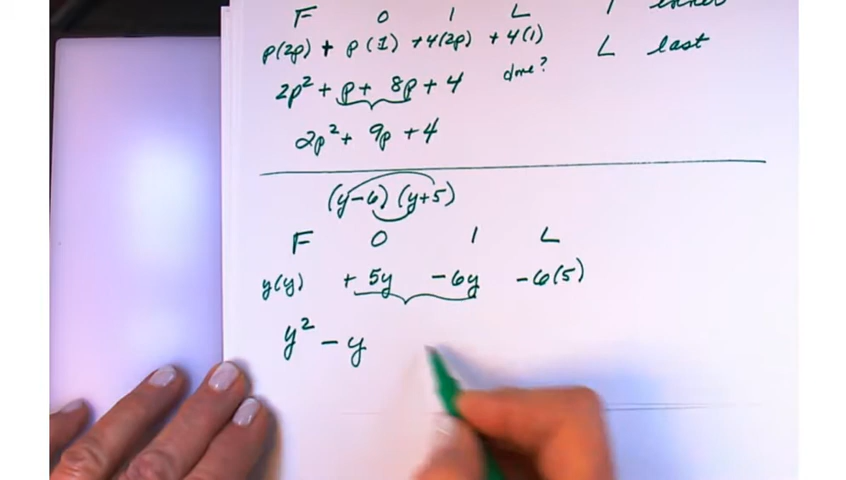 F O I L
p(2p) + p(1) + 4(2p) + 4(1) L last
2p² + p + 8p + 4 done?
2p² + 9p + 4
(y-6)(y+5)
F O I L
y(y) + 5y - 6y - 6(5)
y² - y